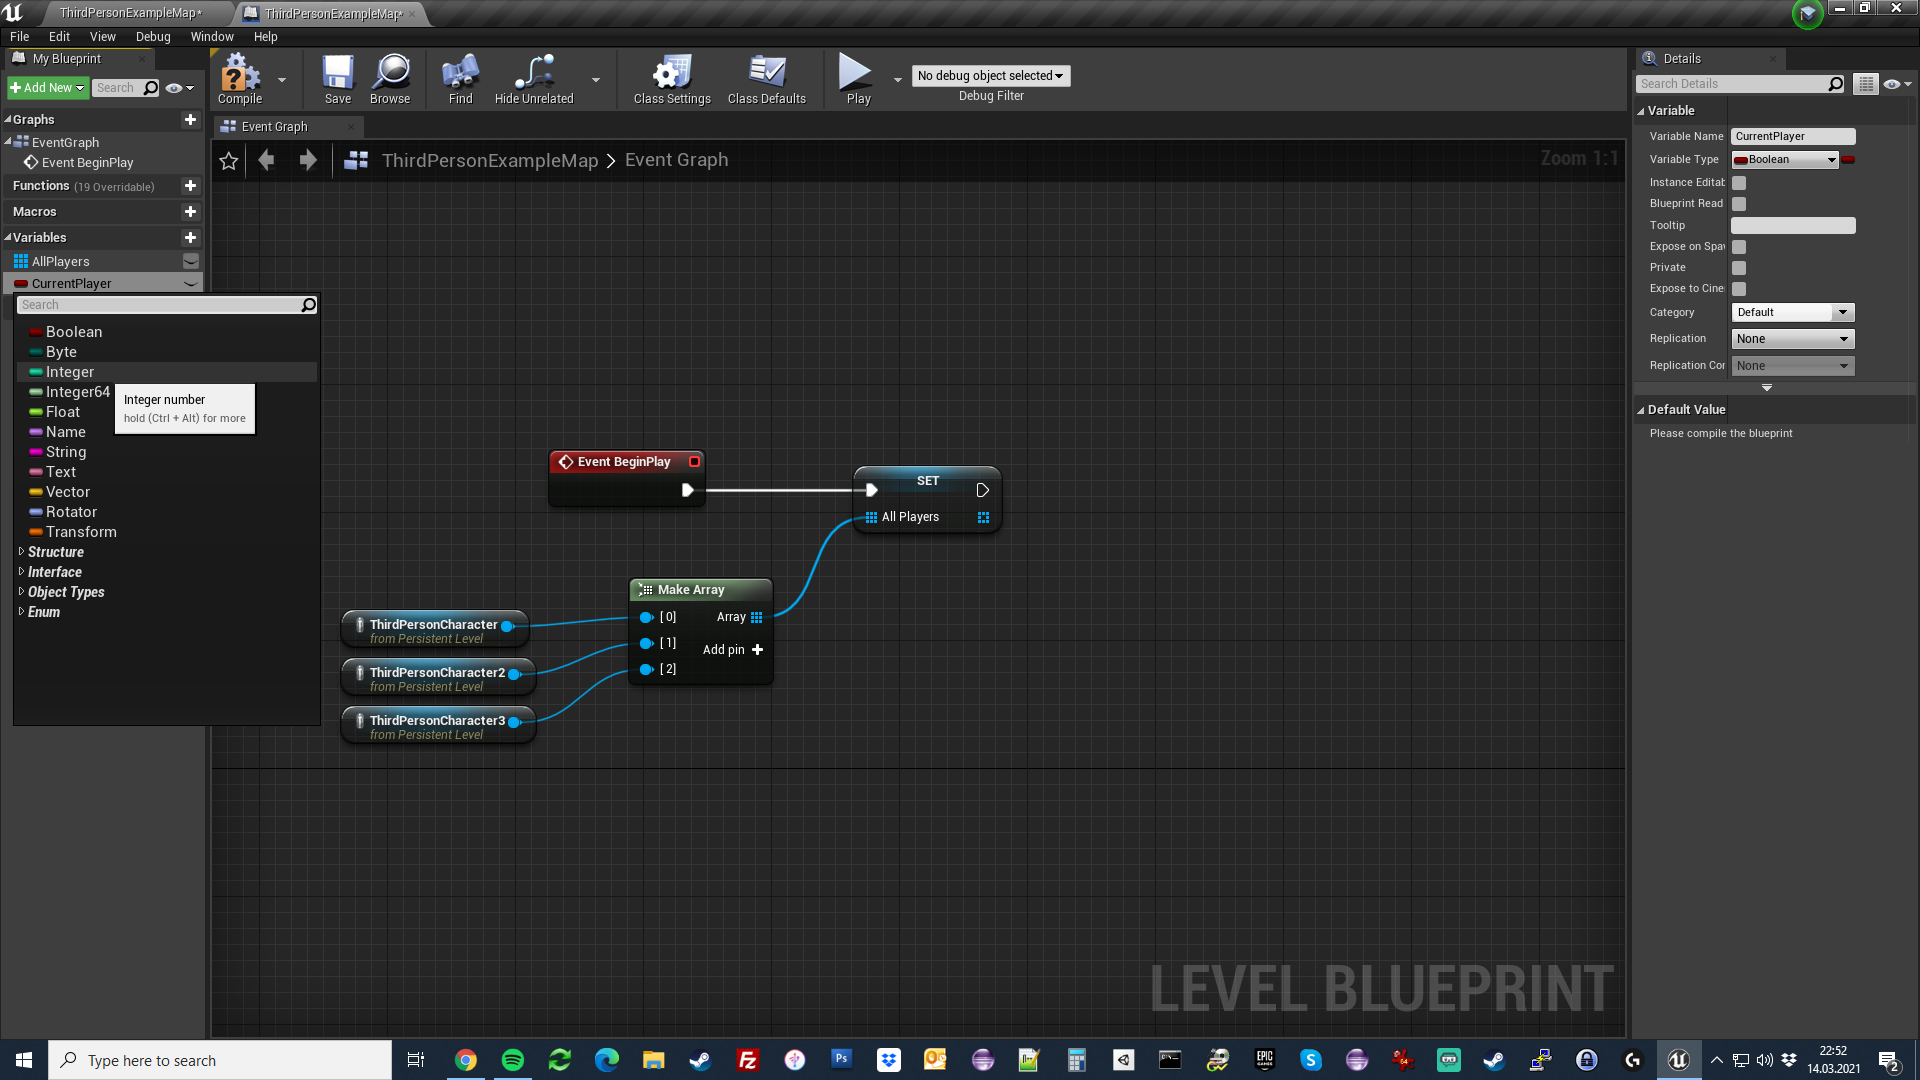 ThirdPersonExampleMap*
ThirdPersonExampleMap*
File Edit View Debug Window Help
My Blueprint
Add New
Search
Compile
Save
Browse
Find
Hide Unrelated
Class Settings
Class Defaults
Play
No debug object selected
Debug Filter
Event Graph
ThirdPersonExampleMap > Event Graph
Zoom 1:1
Graphs
EventGraph
Event BeginPlay
Functions (19 Overridable)
Macros
Variables
AllPlayers
CurrentPlayer
Search
Boolean
Byte
Integer
Integer64
Float
Name
String
Text
Vector
Rotator
Transform
Structure
Interface
Object Types
Enum
Integer number
hold (Ctrl + Alt) for more
Event BeginPlay
SET
All Players
Make Array
[0]
Array
[1]
Add pin
[2]
ThirdPersonCharacter
from Persistent Level
ThirdPersonCharacter2
from Persistent Level
ThirdPersonCharacter3
from Persistent Level
LEVEL BLUEPRINT
Details
Search Details
Variable
Variable Name CurrentPlayer
Variable Type Boolean
Instance Editab
Blueprint Read
Tooltip
Expose on Spa
Private
Expose to Cine
Category Default
Replication None
Replication Cor None
Default Value
Please compile the blueprint
Type here to search
Ps
EPIC GAMES
64
22:52
14.03.2021
2